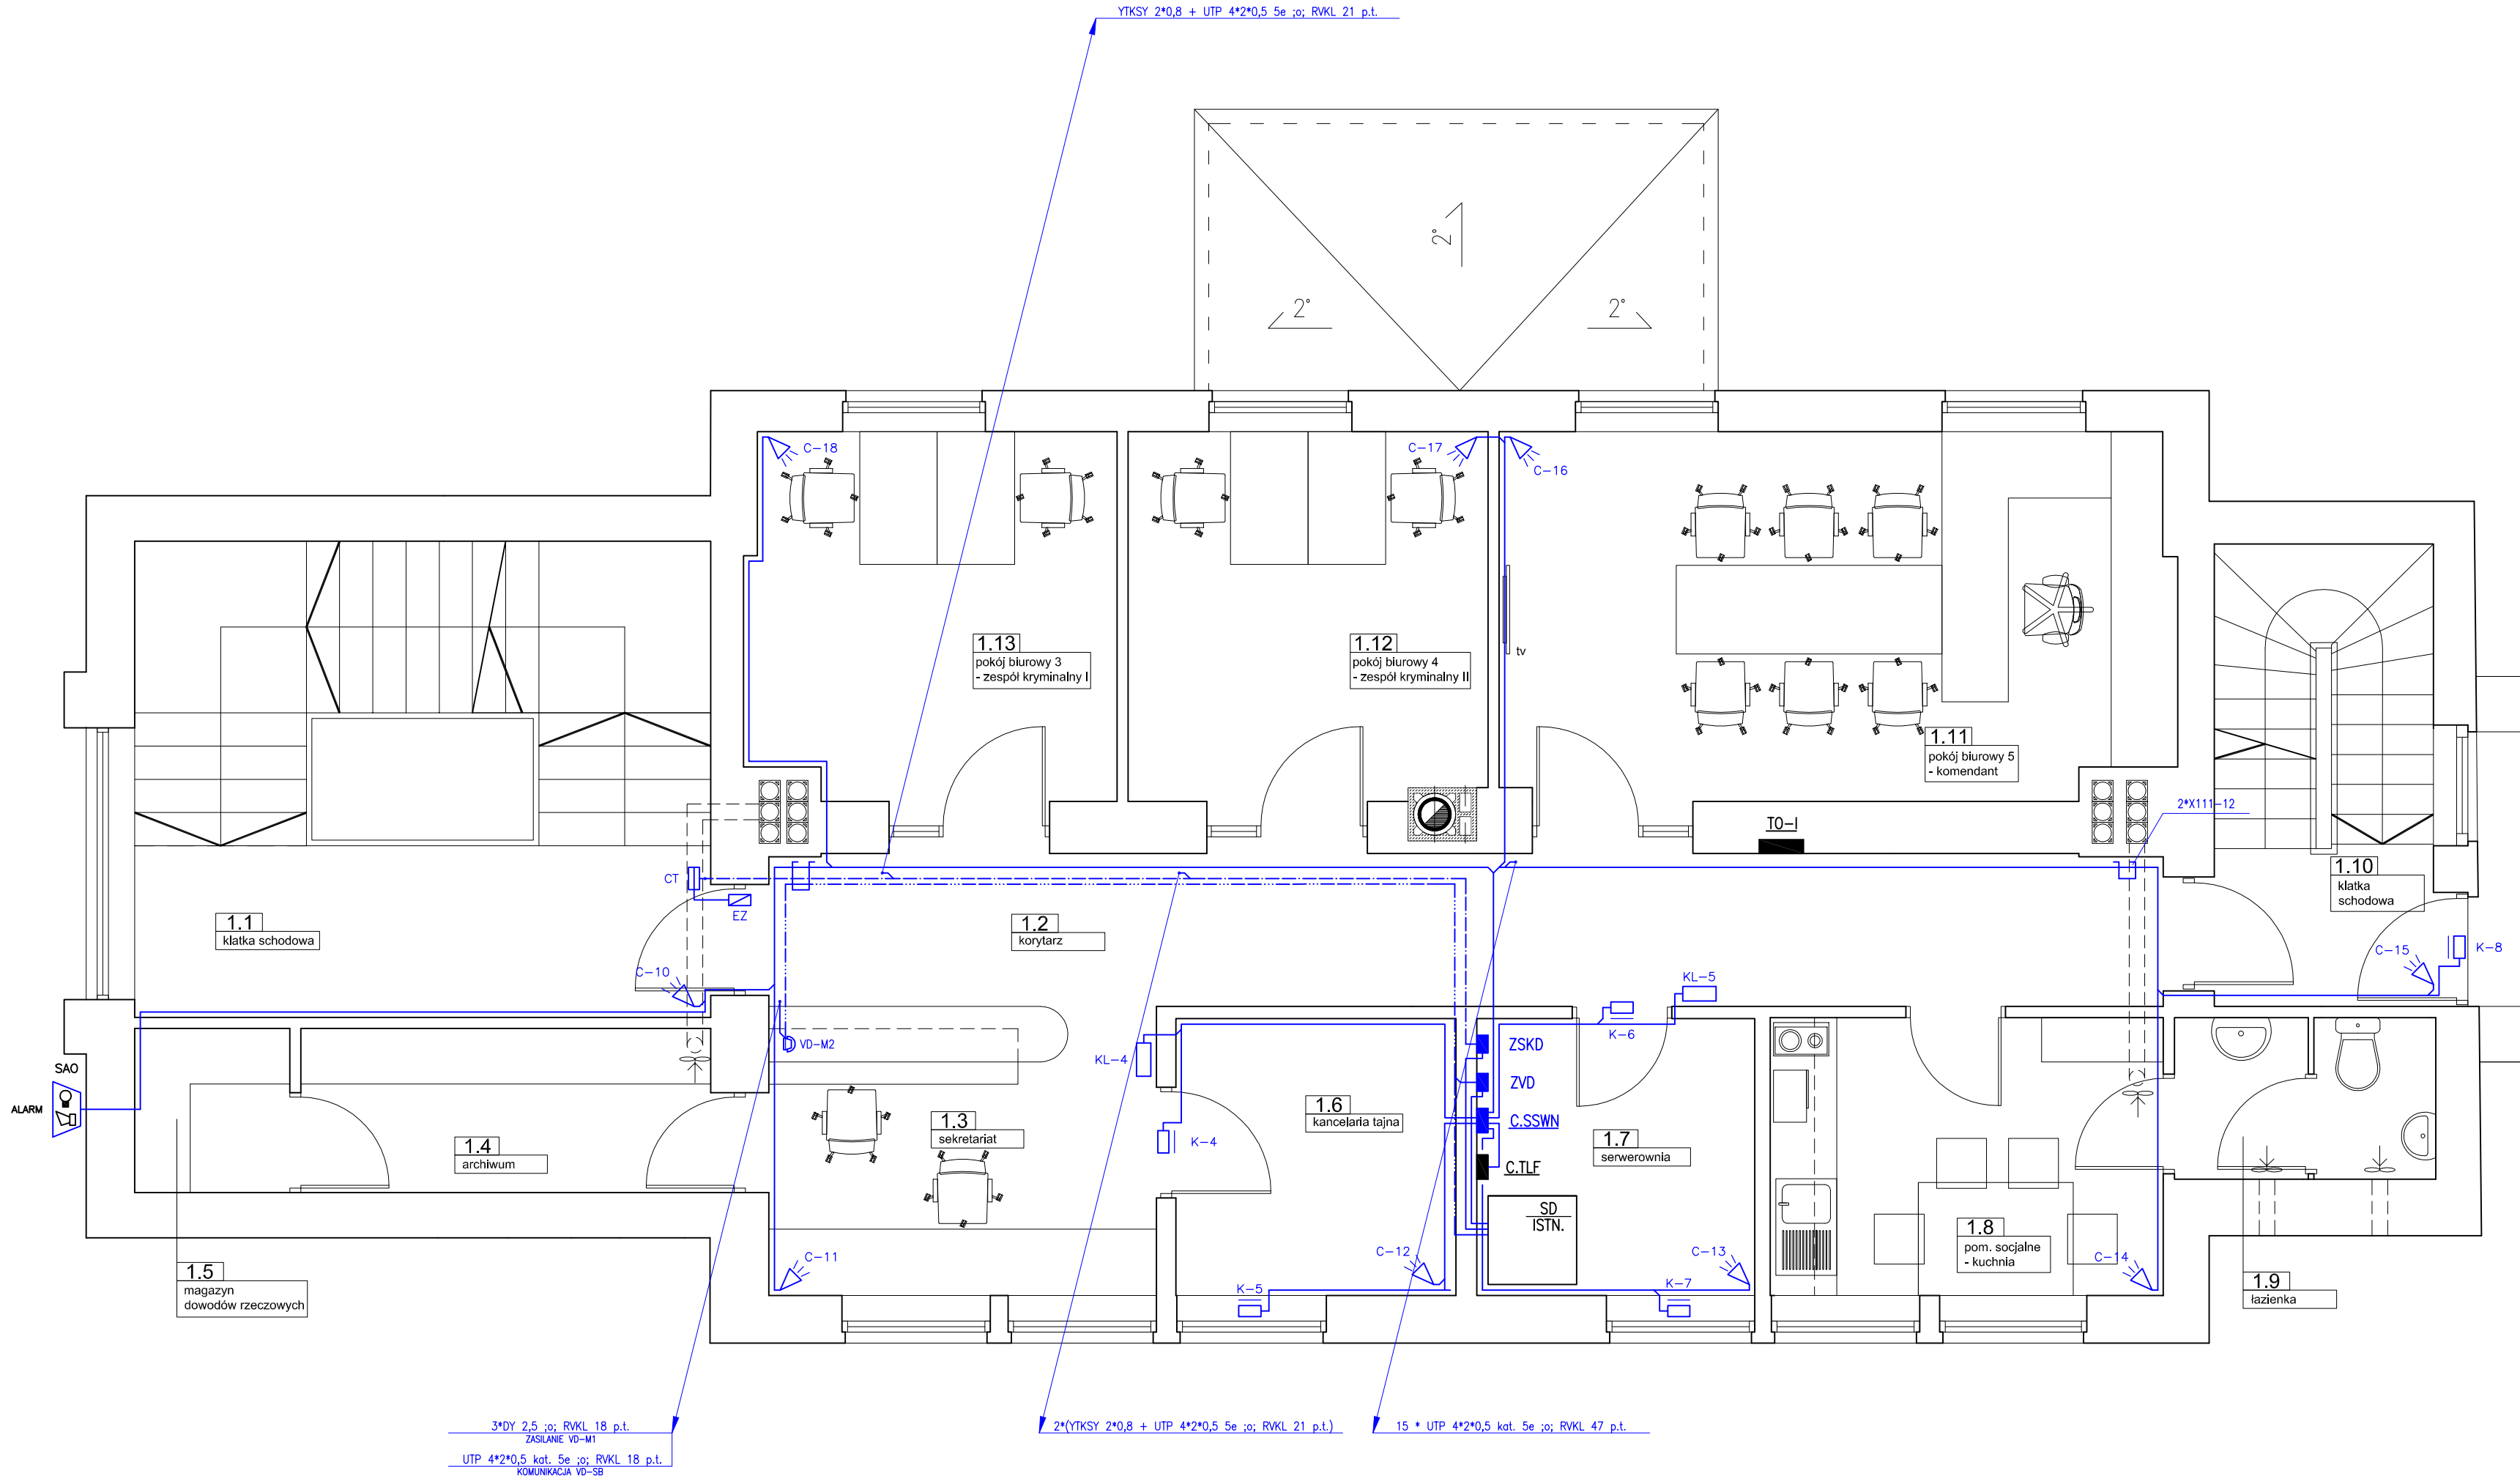 YTKSY 2*0,8 + UTP 4*2*0,5 5e ;o; RVKL 21 p.t.
2°
2°
2°
C-18
C-17
C-16
1.13
pokój biurowy 3
- zespół kryminalny I
1.12
pokój biurowy 4
- zespół kryminalny II
tv
1.11
pokój biurowy 5
- komendant
TO-I
2*X111-12
CT
EZ
1.1
klatka schodowa
1.2
korytarz
1.10
klatka
schodowa
C-10
KL-5
C-15
K-8
K-6
VD-M2
KL-4
ZSKD
ZVD
C.SSWN
C.TLF
SAO
ALARM
K-4
1.3
sekretariat
1.4
archiwum
1.6
kancelaria tajna
1.7
serwerownia
SD
ISTN.
1.8
pom. socjalne
- kuchnia
C-11
C-12
C-13
C-14
K-5
K-7
1.5
magazyn
dowodów rzeczowych
1.9
łazienka
3*DY 2,5 ;o; RVKL 18 p.t.
ZASILANIE VD-M1
UTP 4*2*0,5 kat. 5e ;o; RVKL 18 p.t.
KOMUNIKACJA VD-SB
2*(YTKSY 2*0,8 + UTP 4*2*0,5 5e ;o; RVKL 21 p.t.)
15 * UTP 4*2*0,5 kat. 5e ;o; RVKL 47 p.t.